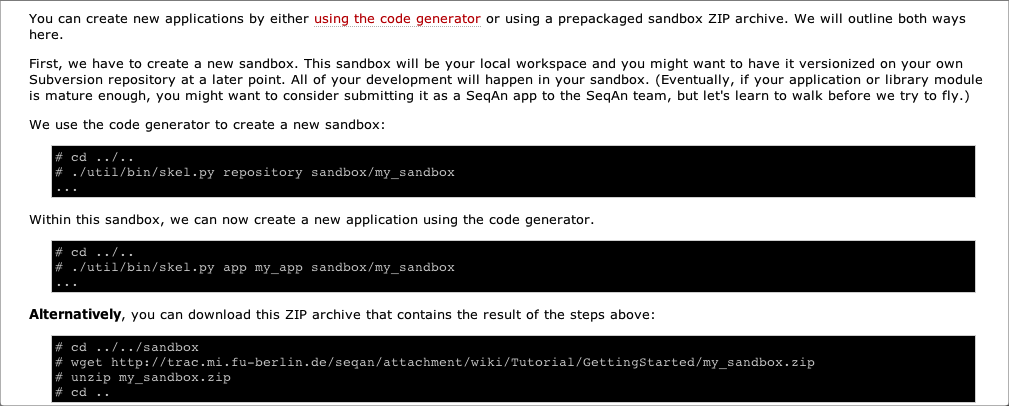 You can create new applications by either using the code generator or using a prepackaged sandbox ZIP archive. We will outline both ways
here.
First, we have to create a new sandbox. This sandbox will be your local workspace and you might want to have it versionized on your own
Subversion repository at a later point. All of your development will happen in your sandbox. (Eventually, if your application or library module
is mature enough, you might want to consider submitting it as a SeqAn app to the SeqAn team, but let's learn to walk before we try to fly.)
We use the code generator to create a new sandbox:
# cd ../..
# ./util/bin/skel.py repository sandbox/my_sandbox
...
Within this sandbox, we can now create a new application using the code generator.
# cd ../..
# ./util/bin/skel.py app my_app sandbox/my_sandbox
...
Alternatively, you can download this ZIP archive that contains the result of the steps above:
# cd ../../sandbox
# wget http://trac.mi.fu-berlin.de/seqan/attachment/wiki/Tutorial/GettingStarted/my_sandbox.zip
# unzip my_sandbox.zip
# cd ..